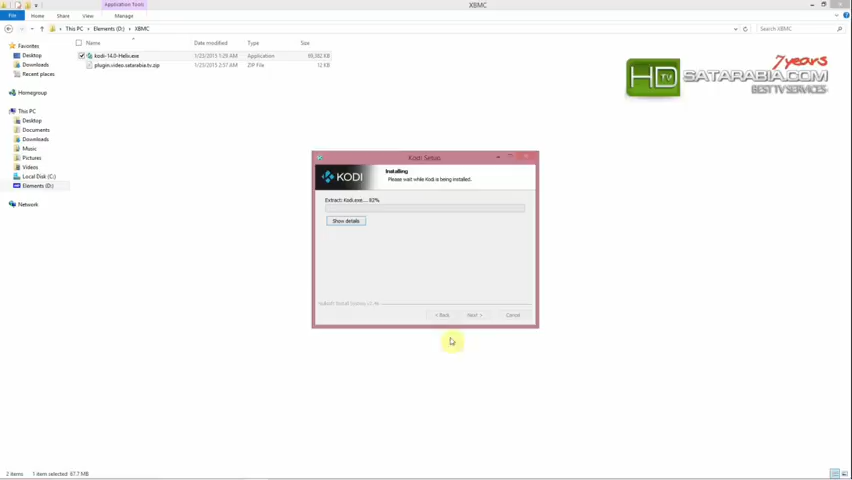 Application Tools
XBMC
File
Home
Share
View
Manage
This PC
Elements (D:)
XBMC
Search XBMC
Favorites
Desktop
Downloads
Recent places
Homegroup
This PC
Desktop
Documents
Downloads
Music
Pictures
Videos
Local Disk (C:)
Elements (D:)
Network
Name
Date modified
Type
Size
kodi-14.0-Helix.exe
1/23/2015 1:29 AM
Application
plugin.video.satarabia.tv.zip
1/23/2015 2:57 AM
ZIP File
12 KB
7years
HD
TV
SATARABIA.COM
BEST TV SERVICES
Kodi Setup
KODI
Installing
Please wait while Kodi is being installed.
Extract: Kodi.exe... 82%
Show details
< Back
Next >
Cancel
2 items
1 item selected 67.7 MB